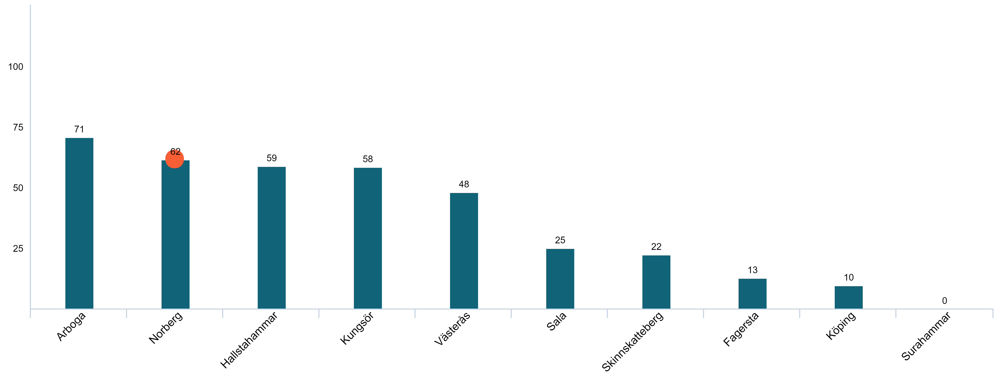 100
75
50
25
71
62
59
58
48
25
22
13
10
0
Arboga
Norberg
Hallstahammar
Kungsör
Västerås
Sala
Skinnskatteberg
Fagersta
Köping
Surahammar